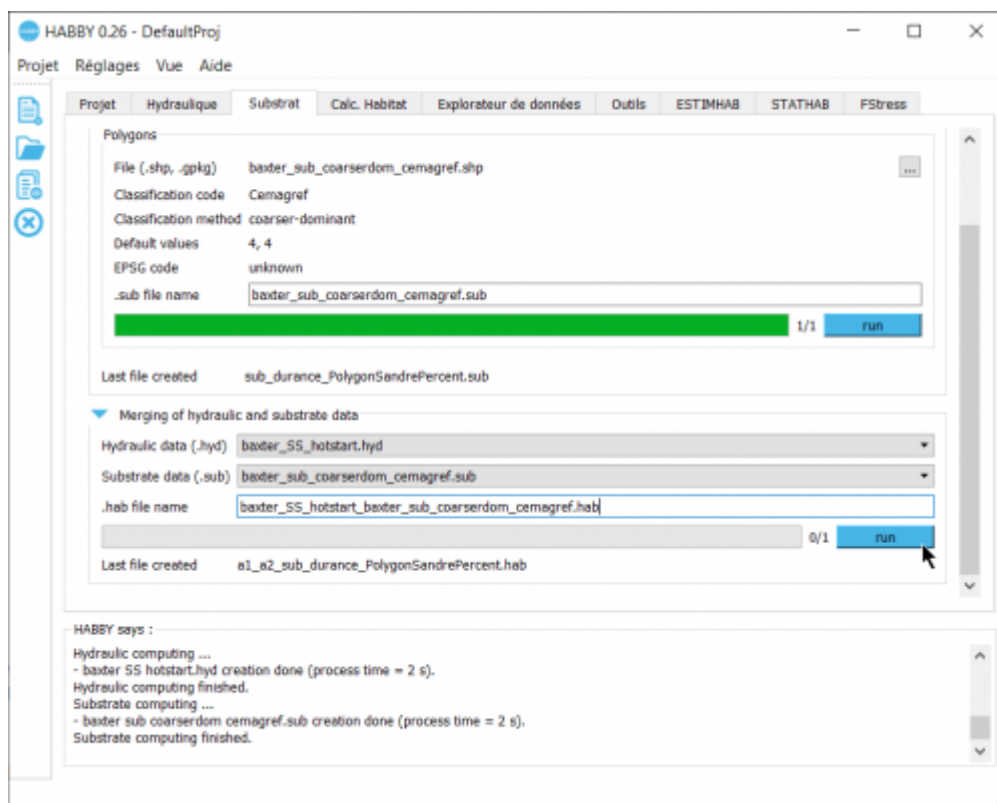 HABBY 0.26 - DefaultProj
Projet Réglages Vue Aide
Projet Hydraulique Substrat Calc. Habitat Explorateur de données Outils ESTIMHAB STATHAB FStress
Polygons
File (.shp, .gpkg) baxter_sub_coarserdom_cemagref.shp ...
Classification code Cemagref
Classification method coarser-dominant
Default values 4, 4
EPSG code unknown
.sub file name baxter_sub_coarserdom_cemagref.sub
1/1 run
Last file created sub_durance_PolygonSandrePercent.sub
Merging of hydraulic and substrate data
Hydraulic data (.hyd) baxter_SS_hotstart.hyd
Substrate data (.sub) baxter_sub_coarserdom_cemagref.sub
.hab file name baxter_SS_hotstart_baxter_sub_coarserdom_cemagref.hab
0/1 run
Last file created a1_a2_sub_durance_PolygonSandrePercent.hab
HABBY says :
Hydraulic computing ...
- baxter SS hotstart.hyd creation done (process time = 2 s).
Hydraulic computing finished.
Substrate computing ...
- baxter sub coarserdom cemagref.sub creation done (process time = 2 s).
Substrate computing finished.